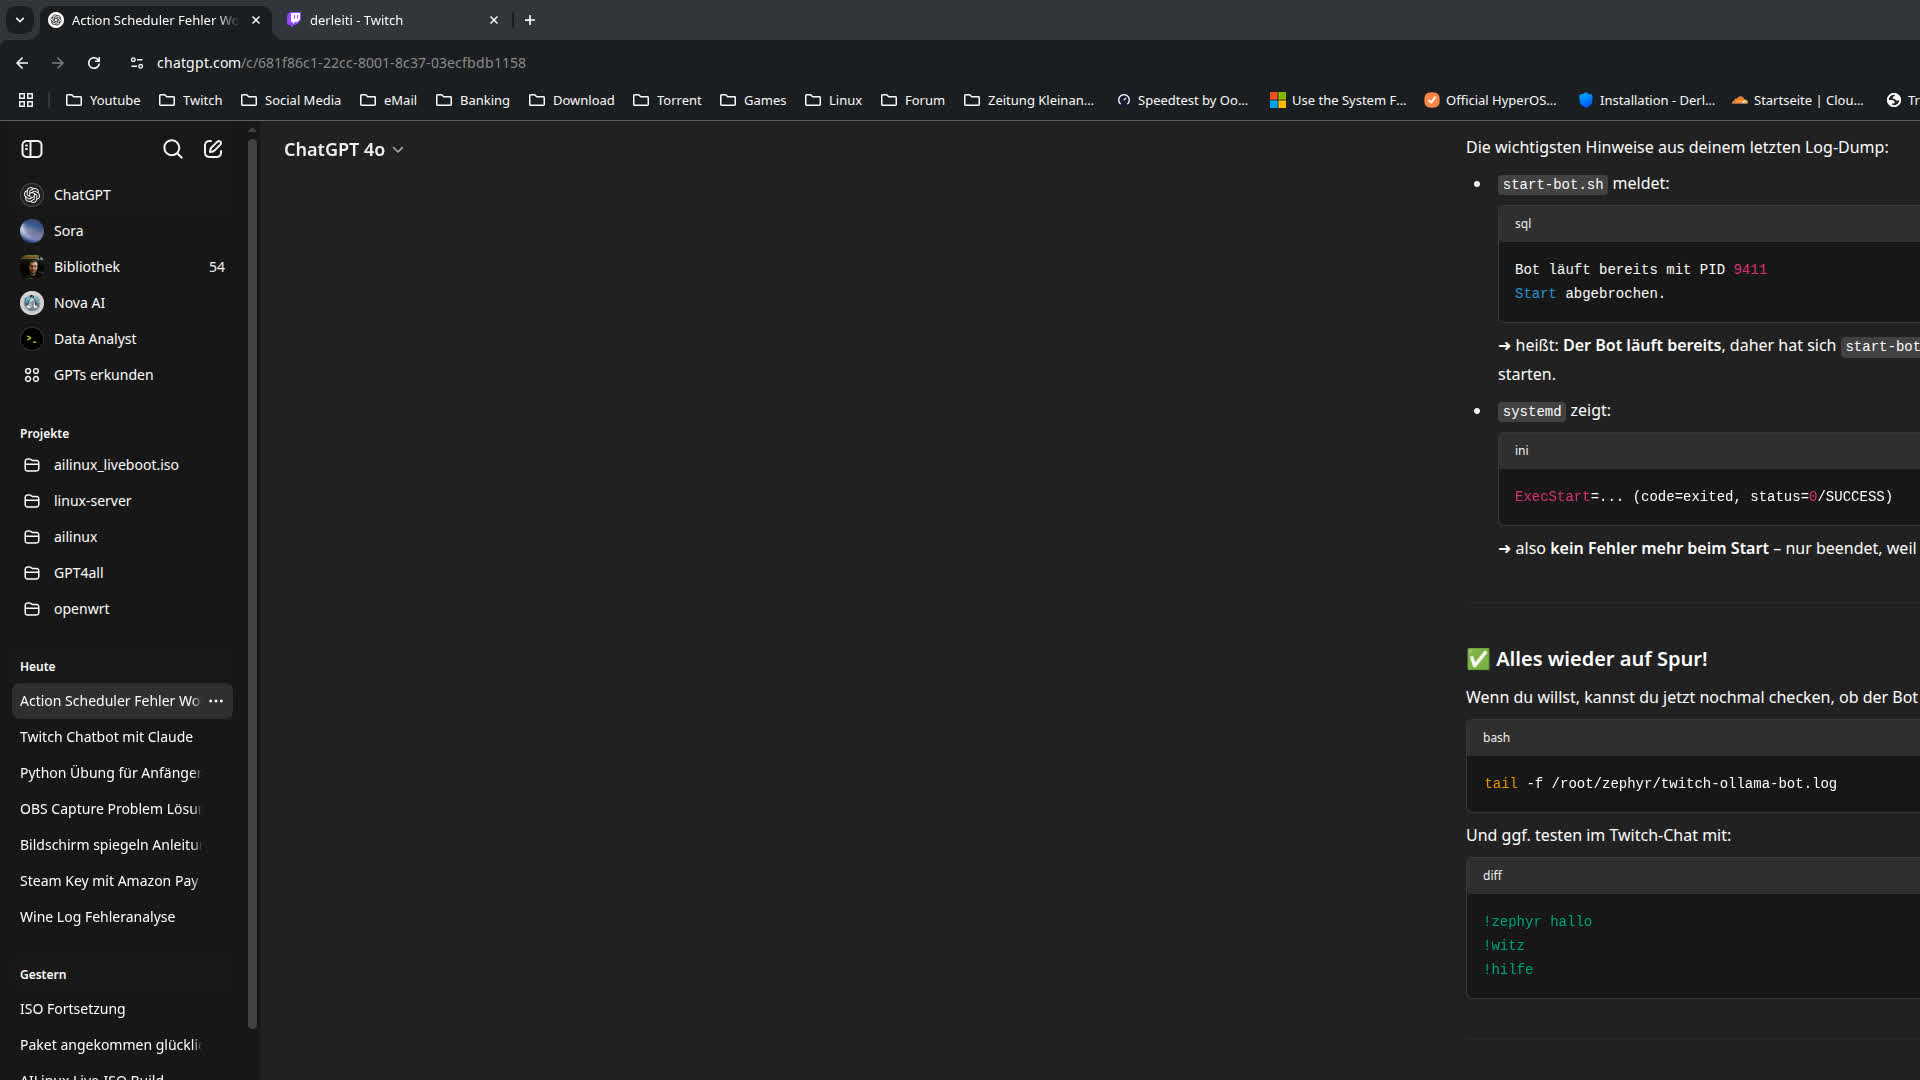 Action Scheduler Fehler Wo
derleiti - Twitch
chatgpt.com/c/681f86c1-22cc-8001-8c37-03ecfbdb1158
Youtube
Twitch
Social Media
eMail
Banking
Download
Torrent
Games
Linux
Forum
Zeitung Kleinan...
Speedtest by Oo...
Use the System F...
Official HyperOS...
Installation - Derl...
Startseite | Clou...
Tr
ChatGPT
Sora
Bibliothek 54
Nova AI
Data Analyst
GPTs erkunden
Projekte
ailinux_liveboot.iso
linux-server
ailinux
GPT4all
openwrt
Heute
Action Scheduler Fehler Wo
Twitch Chatbot mit Claude
Python Übung für Anfänger
OBS Capture Problem Lösu
Bildschirm spiegeln Anleitu
Steam Key mit Amazon Pay
Wine Log Fehleranalyse
Gestern
ISO Fortsetzung
Paket angekommen glückli
AILinux Live ISO Build
ChatGPT 4o
Die wichtigsten Hinweise aus deinem letzten Log-Dump:
start-bot.sh meldet:
sql
Bot läuft bereits mit PID 9411
Start abgebrochen.
➜ heißt: Der Bot läuft bereits, daher hat sich start-bot
starten.
systemd zeigt:
ini
ExecStart=... (code=exited, status=0/SUCCESS)
➜ also kein Fehler mehr beim Start – nur beendet, weil
✅ Alles wieder auf Spur!
Wenn du willst, kannst du jetzt nochmal checken, ob der Bot
bash
tail -f /root/zephyr/twitch-ollama-bot.log
Und ggf. testen im Twitch-Chat mit:
diff
!zephyr hallo
!witz
!hilfe